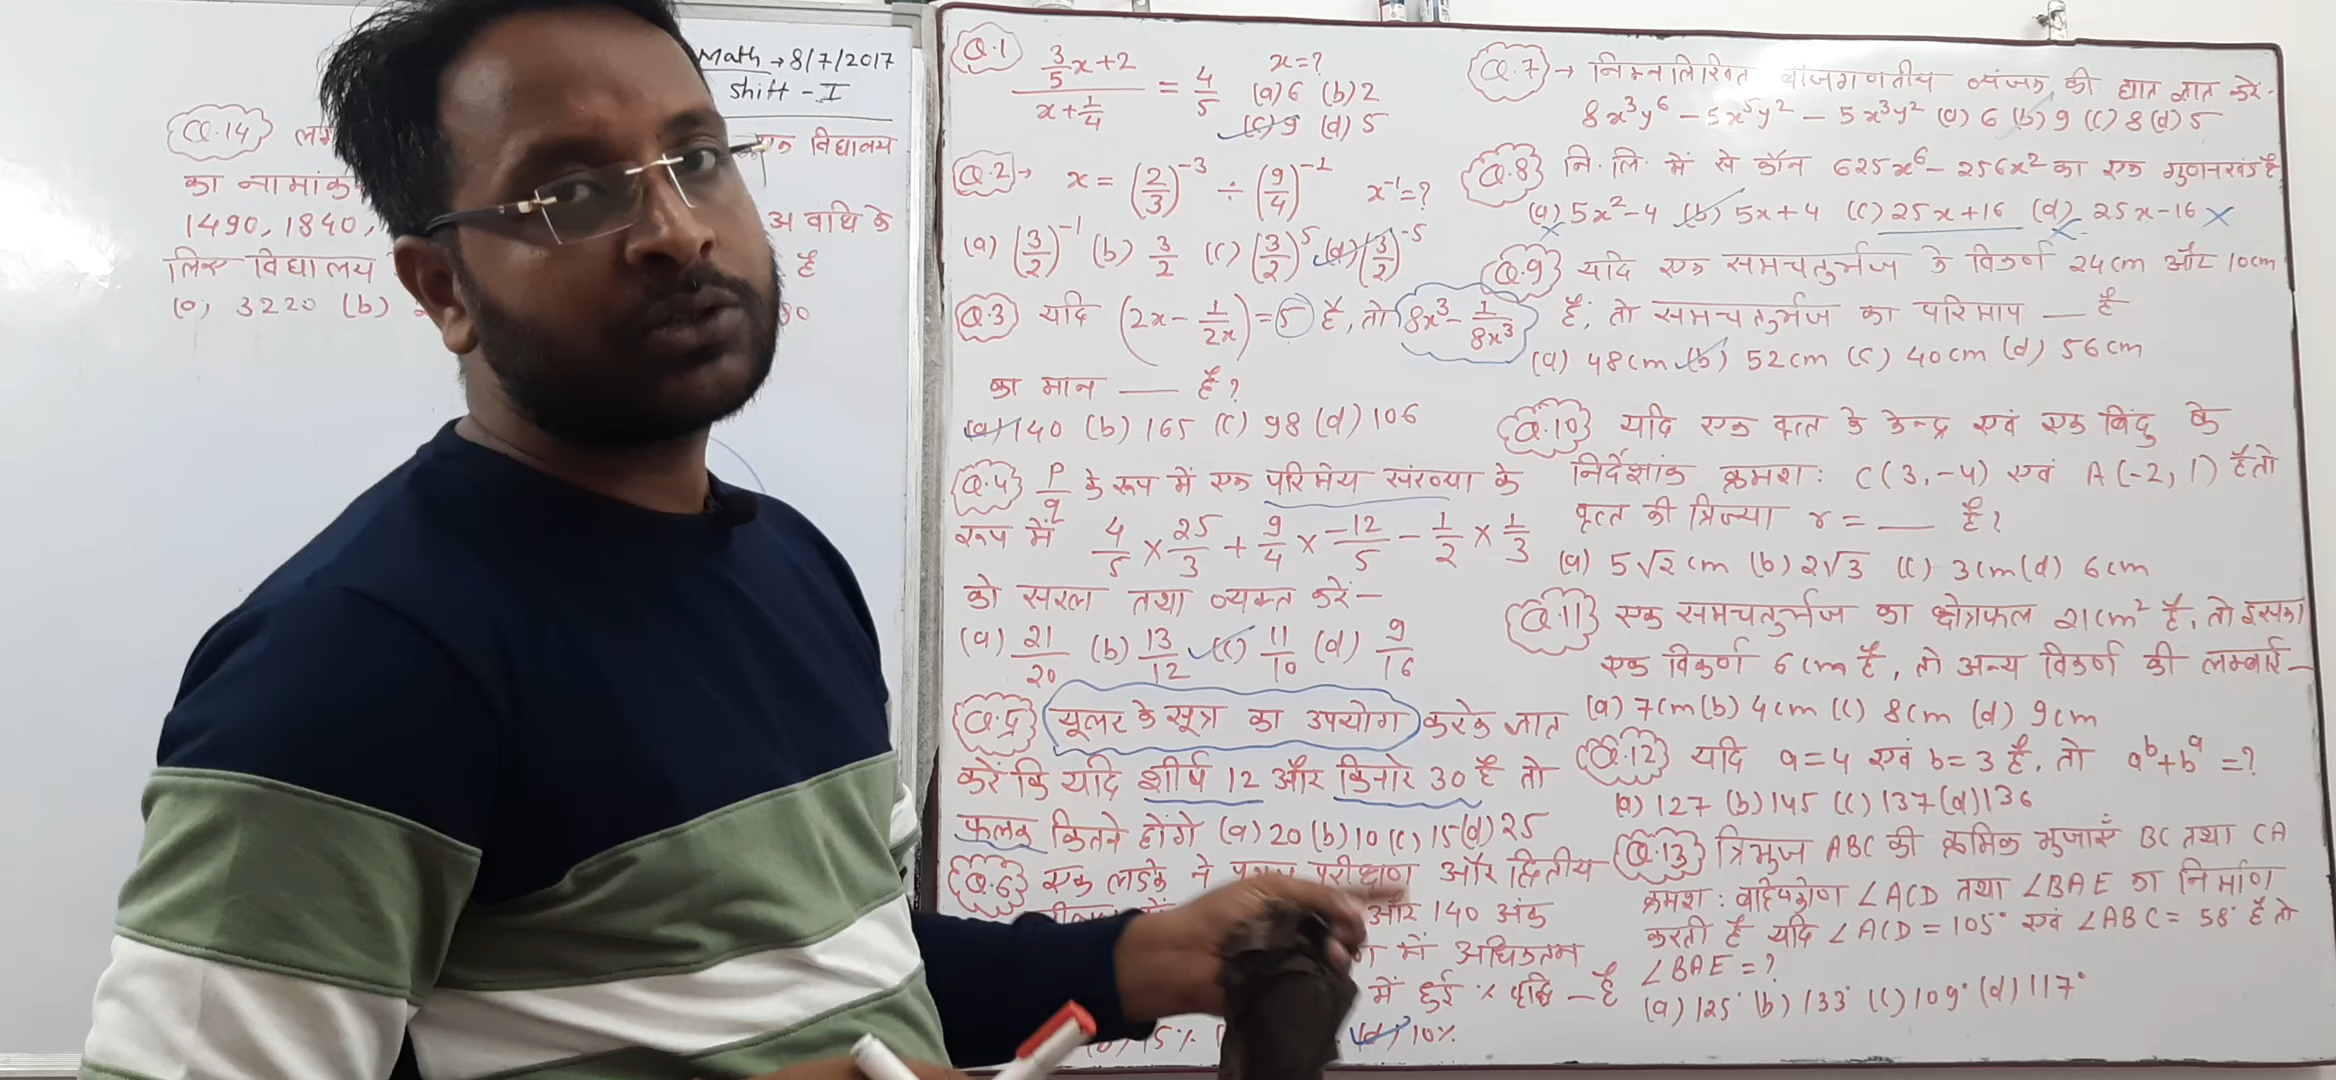 Math → 8/7/2017
shift - I
Q.14
विद्यालय
का नामांक
1490, 1840,
अवधि के
लिए विद्यालय
है
(a) 3220 (b)
80
Q.1 (3/5 x + 2)/(x + 1/4) = 4/5 x = ?
(a) 6 (b) 2
(c) 9 (d) 5
Q.2 → x = (2/3)^-3 ÷ (9/4)^-1 x^-1 = ?
(a) (3/2)^-1 (b) 3/2 (c) (3/2)^5 (d) (3/2)^-5
Q.3 यदि (2x - 1/2x) = 5 है, तो 8x³ - 1/8x³
का मान — है?
(a) 140 (b) 165 (c) 98 (d) 106
Q.4 P/q के रूप में एक परिमेय संख्या के
रूप में 4/5 × 25/3 + 9/4 × -12/5 - 1/2 × 1/3
को सरल तथा व्यक्त करें-
(a) 21/20 (b) 13/12 (c) 11/10 (d) 9/16
Q.5 यूलर के सूत्र का उपयोग करके ज्ञात
करें कि यदि शीर्ष 12 और किनारे 30 है तो
फलक कितने होंगे (a) 20 (b) 10 (c) 15 (d) 25
Q.6 एक लड़के ने प्रथम परीक्षण और द्वितीय
और 140 अंक
में अधिकतम
में हुई % वृद्धि — है
15% (d) 10%
Q.7 → निम्नलिखित बीजगणितीय व्यंजक की घात ज्ञात करें-
8x³y⁶ - 5x⁵y² - 5x³y² (a) 6 (b) 9 (c) 8 (d) 5
Q.8 नि.लि. में से कौन 625x⁶ - 256x² का एक गुणनखंड है
(a) 5x² - 4 (b) 5x + 4 (c) 25x + 16 (d) 25x - 16
Q.9 यदि एक समचतुर्भुज के विकर्ण 24cm और 10cm
है, तो समचतुर्भुज का परिमाप — है
(a) 48cm (b) 52cm (c) 40cm (d) 56cm
Q.10 यदि एक वृत्त के केन्द्र एवं एक बिंदु के
निर्देशांक क्रमश: C(3,-4) एवं A(-2,1) है तो
वृत्त की त्रिज्या r = — है?
(a) 5√2 cm (b) 2√3 (c) 3cm (d) 6cm
Q.11 एक समचतुर्भुज का क्षेत्रफल 21cm² है, तो इसका
एक विकर्ण 6cm है, तो अन्य विकर्ण की लम्बाई-
(a) 7cm (b) 4cm (c) 8cm (d) 9cm
Q.12 यदि a=4 एवं b=3 है, तो a^b + b^a = ?
(a) 127 (b) 145 (c) 137 (d) 136
Q.13 त्रिभुज ABC की क्रमिक भुजाएँ BC तथा CA
क्रमश: बहिष्कोण ∠ACD तथा ∠BAE का निर्माण
करती है यदि ∠ACD = 105° एवं ∠ABC = 58° है तो
∠BAE = ?
(a) 125° (b) 133° (c) 109° (d) 117°